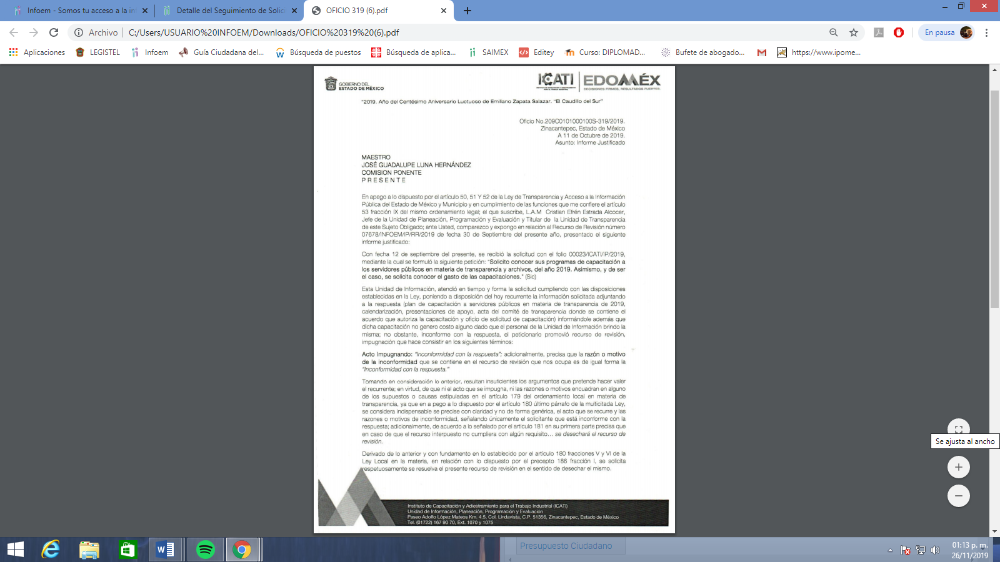 Infoem - Somos tu acceso a la in
Detalle del Seguimiento de Solic
OFICIO 319 (6).pdf
Archivo
C:/Users/USUARIO%20INFOEM/Downloads/OFICIO%20319%20(6).pdf
En pausa
Aplicaciones
LEGISTEL
Infoem
Guía Ciudadana del...
Búsqueda de puestos
Búsqueda de aplica...
SAIMEX
Editey
Curso: DIPLOMAD...
Bufete de abogado...
https://www.ipome...
GOBIERNO DEL
ESTADO DE MÉXICO
ICATI
EDOMÉX
DECISIONES FIRMES, RESULTADOS FUERTES.
"2019. Año del Centésimo Aniversario Luctuoso de Emiliano Zapata Salazar. "El Caudillo del Sur"
Oficio No.209C0101000100S-319/2019.
Zinacantepec, Estado de México
A 11 de Octubre de 2019.
Asunto: Informe Justificado
MAESTRO
JOSÉ GUADALUPE LUNA HERNÁNDEZ
COMISION PONENTE
P R E S E N T E
En apego a lo dispuesto por el artículo 50, 51 Y 52 de la Ley de Transparencia y Acceso a la Información
Pública del Estado de México y Municipio y en cumplimiento de las funciones que me confiere el artículo
53 fracción IX del mismo ordenamiento legal; el que suscribe, L.A.M Cristian Efrén Estrada Alcocer,
Jefe de la Unidad de Planeación, Programación y Evaluación y Titular de la Unidad de Transparencia
de este Sujeto Obligado; ante Usted, comparezco y expongo en relación al Recurso de Revisión número
07678/INFOEM/IP/RR/2019 de fecha 30 de Septiembre del presente año, presentado el siguiente
informe justificado:
Con fecha 12 de septiembre del presente, se recibió la solicitud con el folio 00023/ICATI/IP/2019,
mediante la cual se formuló la siguiente petición: "Solicito conocer sus programas de capacitación a
los servidores públicos en materia de transparencia y archivos, del año 2019. Asimismo, y de ser
el caso, se solicita conocer el gasto de las capacitaciones." (Sic)
Esta Unidad de Información, atendió en tiempo y forma la solicitud cumpliendo con las disposiciones
establecidas en la Ley, poniendo a disposición del hoy recurrente la información solicitada adjuntando
a la respuesta (plan de capacitación a servidores públicos en materia de transparencia de 2019,
calendarización, presentaciones de apoyo, acta del comité de transparencia donde se contiene el
acuerdo que autoriza la capacitación y oficio de solicitud de capacitación) informándole además que
dicha capacitación no genero costo alguno dado que el personal de la Unidad de Información brindo la
misma; no obstante, inconforme con la respuesta, el peticionario promovió recurso de revisión,
impugnación que hace consistir en los siguientes términos:
Acto Impugnando: "Inconformidad con la respuesta"; adicionalmente, precisa que la razón o motivo
de la inconformidad que se contiene en el recurso de revisión que nos ocupa es de igual forma la
"Inconformidad con la respuesta."
Tomando en consideración lo anterior, resultan insuficientes los argumentos que pretende hacer valer
el recurrente; en virtud, de que ni el acto que se impugna, ni las razones o motivos encuadran en alguno
de los supuestos o causas estipuladas en el artículo 179 del ordenamiento local en materia de
transparencia, ya que en a pego a lo dispuesto por el artículo 180 último párrafo de la multicitada Ley,
se considera indispensable se precise con claridad y no de forma genérica, el acto que se recurre y las
razones o motivos de inconformidad, señalando únicamente el solicitante que está inconforme con la
respuesta; adicionalmente, de acuerdo a lo señalado por el articulo 181 en su primera parte precisa que
en caso de que el recurso interpuesto no cumpliera con algún requisito... se desechará el recurso de
revisión.
Derivado de lo anterior y con fundamento en lo establecido por el artículo 180 fracciones V y VI de la
Ley Local en la materia, en relación con lo dispuesto por el precepto 186 fracción I, se solicita
respetuosamente se resuelva el presente recurso de revisión en el sentido de desechar el mismo.
Instituto de Capacitación y Adiestramiento para el Trabajo Industrial (ICATI)
Unidad de Información, Planeación, Programación y Evaluación
Paseo Adolfo López Mateos Km. 4.5, Col. Lindavista, C.P. 51356, Zinacantepec, Estado de México
Tel. (01722) 167 90 70, Ext. 1070 y 1075
Se ajusta al ancho
Presupuesto Ciudadano
01:13 p. m.
26/11/2019